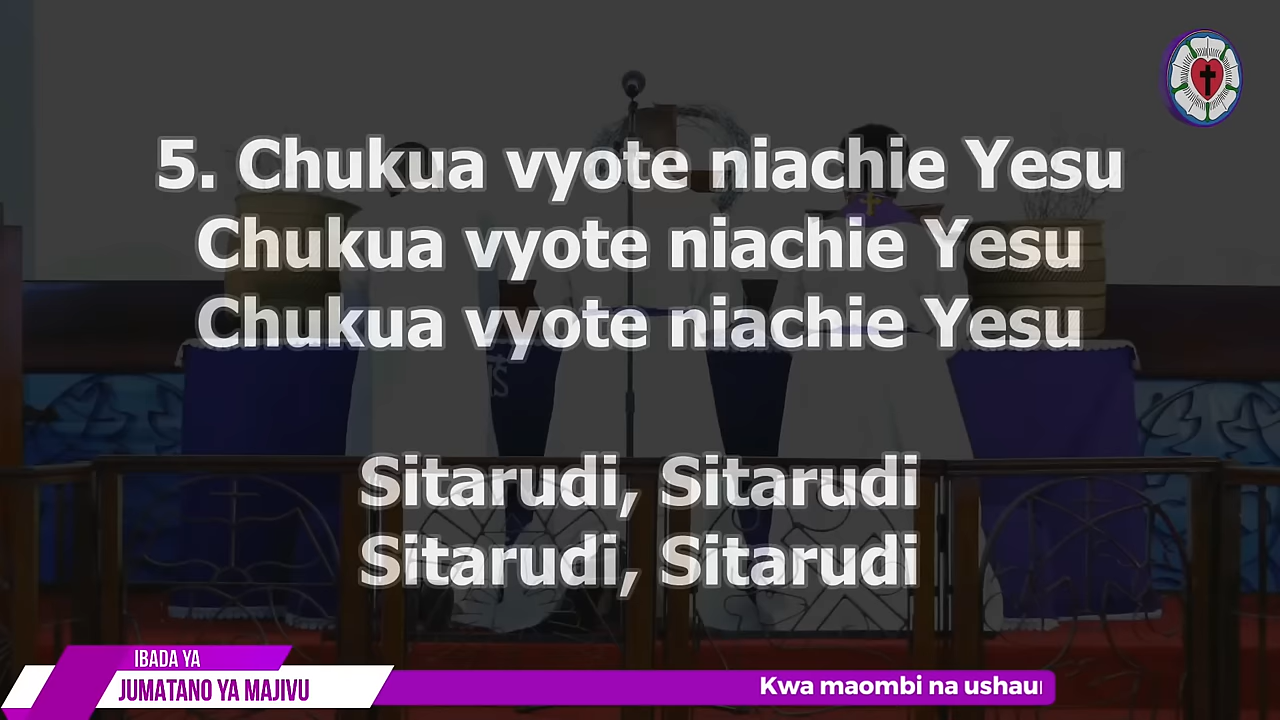 5. Chukua vyote niachie Yesu
Chukua vyote niachie Yesu
Chukua vyote niachie Yesu
Sitarudi, Sitarudi
Sitarudi, Sitarudi
IBADA YA
JUMATANO YA MAJIVU
Kwa maombi na